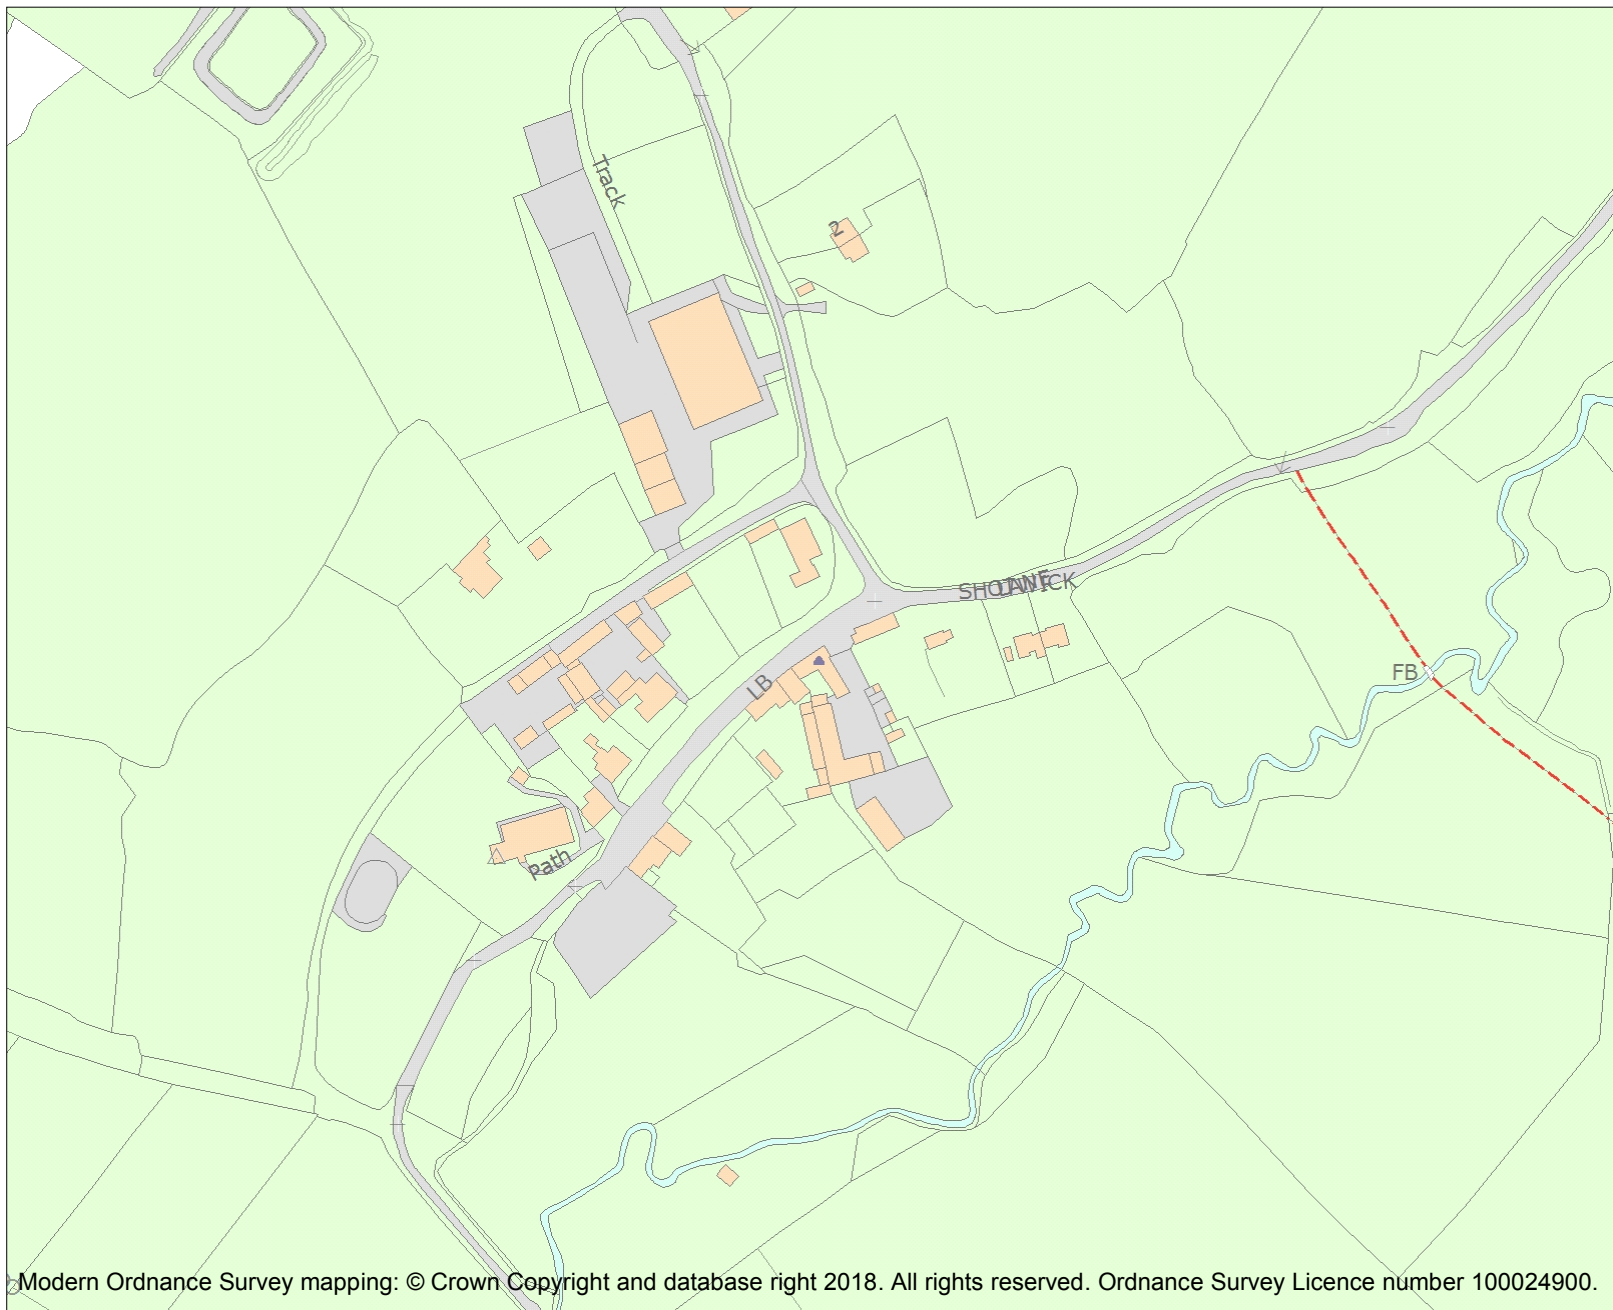 Track
2
SHOTWICK
LANE
FB
LB
Path
Modern Ordnance Survey mapping: © Crown Copyright and database right 2018. All rights reserved. Ordnance Survey Licence number 100024900.